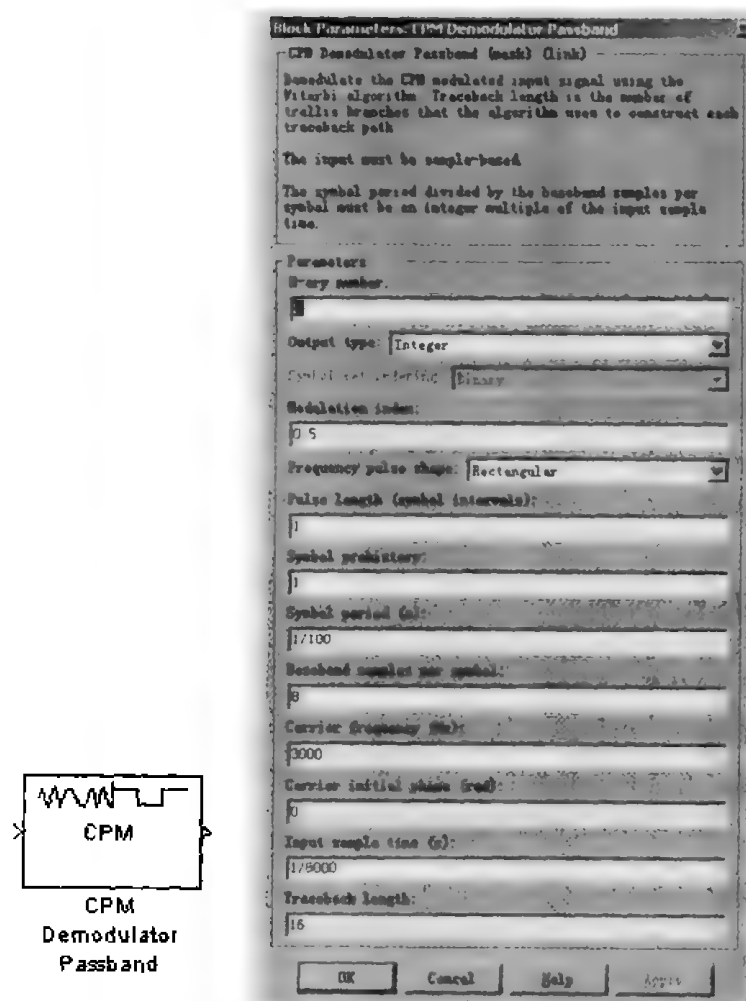 Block Parameters: CPM Demodulator Passband
CPM Demodulator Passband (mask) (link)
Demodulate the CPM modulated input signal using the
Viterbi algorithm. Traceback length is the number of
trellis branches that the algorithm uses to construct each
traceback path
The input must be sample-based
The symbol period divided by the baseband samples per
symbol must be an integer multiple of the input sample
time.
Parameters
M-ary number:
Output type: Integer
Symbol set ordering: Binary
Modulation index:
0.5
Frequency pulse shape: Rectangular
Pulse length (symbol intervals):
1
Symbol prehistory:
1
Symbol period (s):
1/100
Baseband samples per symbol:
8
Carrier frequency (Hz):
3000
Carrier initial phase (rad):
0
Input sample time (s):
1/8000
Traceback length:
16
OK Cancel Help Apply
CPM
CPM
Demodulator
Passband